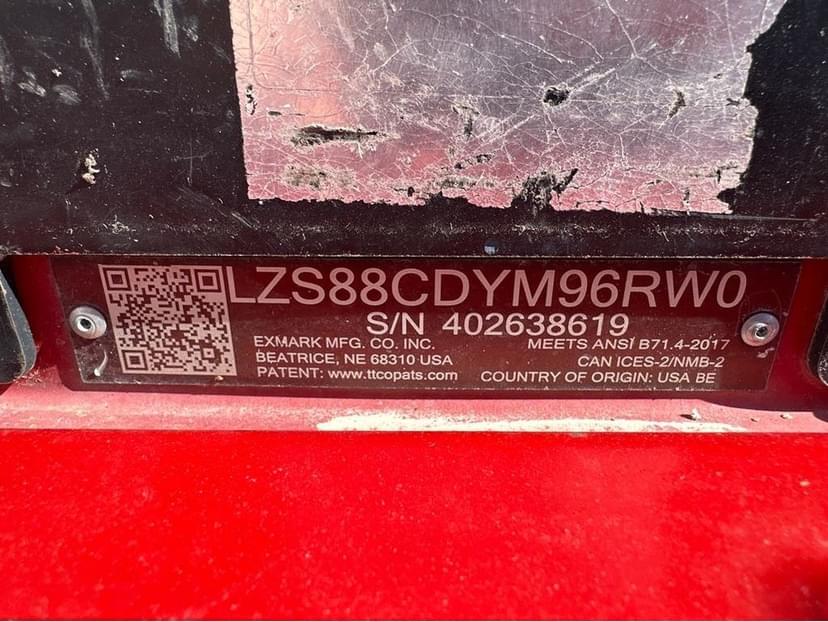 LZS88CDYM96RW0
S/N 402638619
EXMARK MFG. CO. INC. MEETS ANSI B71.4-2017
BEATRICE, NE 68310 USA CAN ICES-2/NMB-2
PATENT: www.ttcopats.com COUNTRY OF ORIGIN: USA BE